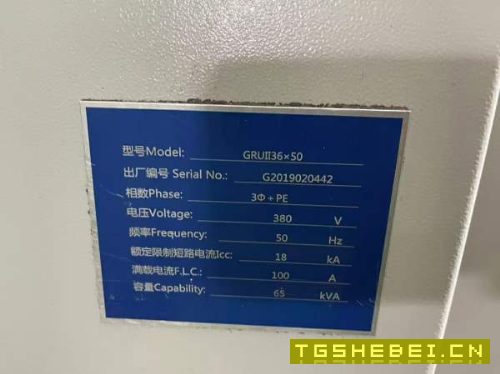 型号Model: GRUII36×50
出厂编号 Serial No.: G2019020442
相数Phase: 3Φ + PE
电压Voltage: 380 V
频率Frequency: 50 Hz
额定限制短路电流Icc: 18 kA
满载电流F.L.C.: 100 A
容量Capability: 65 kVA
TGSHEBEI.CN